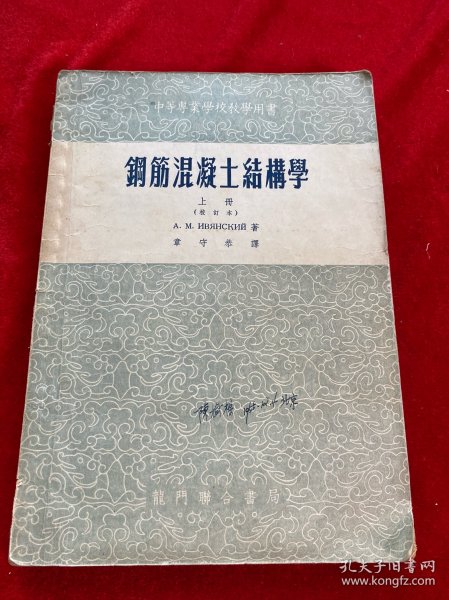 中等專業學校教學用書
鋼筋混凝土結構學
上冊
(校訂本)
А. М. ИВЯНСКИЙ 著
韋守恭譯
龍門聯合書局
孔夫子旧书网
www.kongfz.com